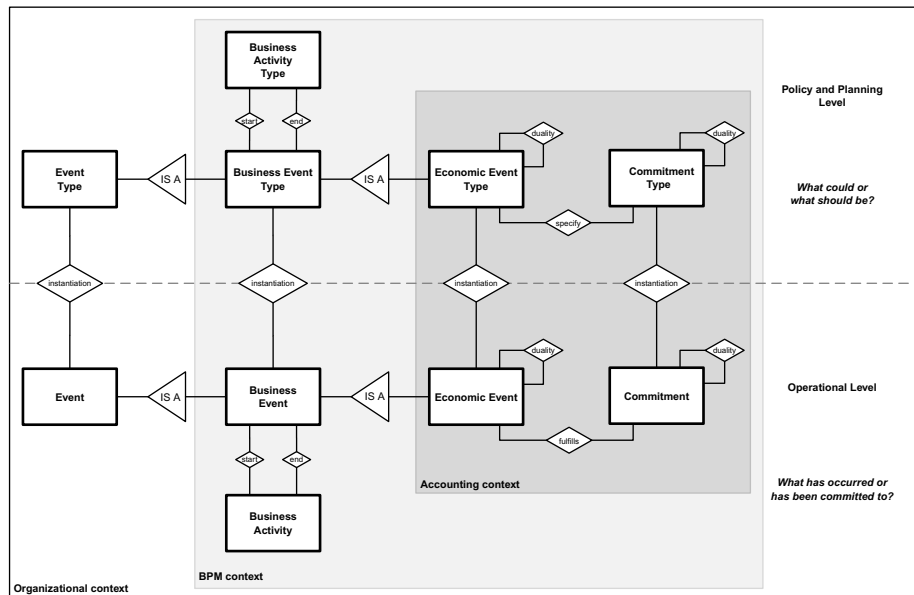 Business
Activity
Type
Policy and Planning
Level
start
end
duality
duality
Event
Type
IS A
Business Event
Type
IS A
Economic Event
Type
Commitment
Type
What could or
what should be?
specify
instantiation
instantiation
instantiation
instantiation
duality
duality
Event
IS A
Business
Event
IS A
Economic Event
Commitment
Operational Level
fulfills
start
end
Accounting context
What has occurred or
has been committed to?
Business
Activity
BPM context
Organizational context